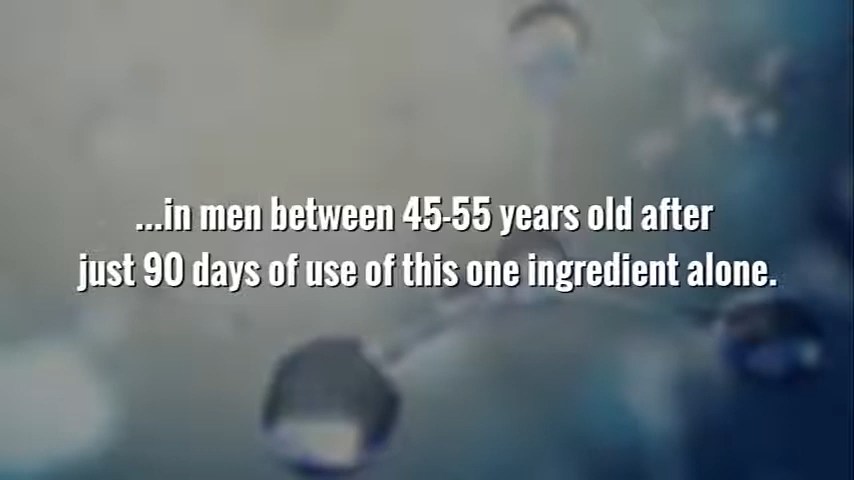 ...in men between 45-55 years old after
just 90 days of use of this one ingredient alone.